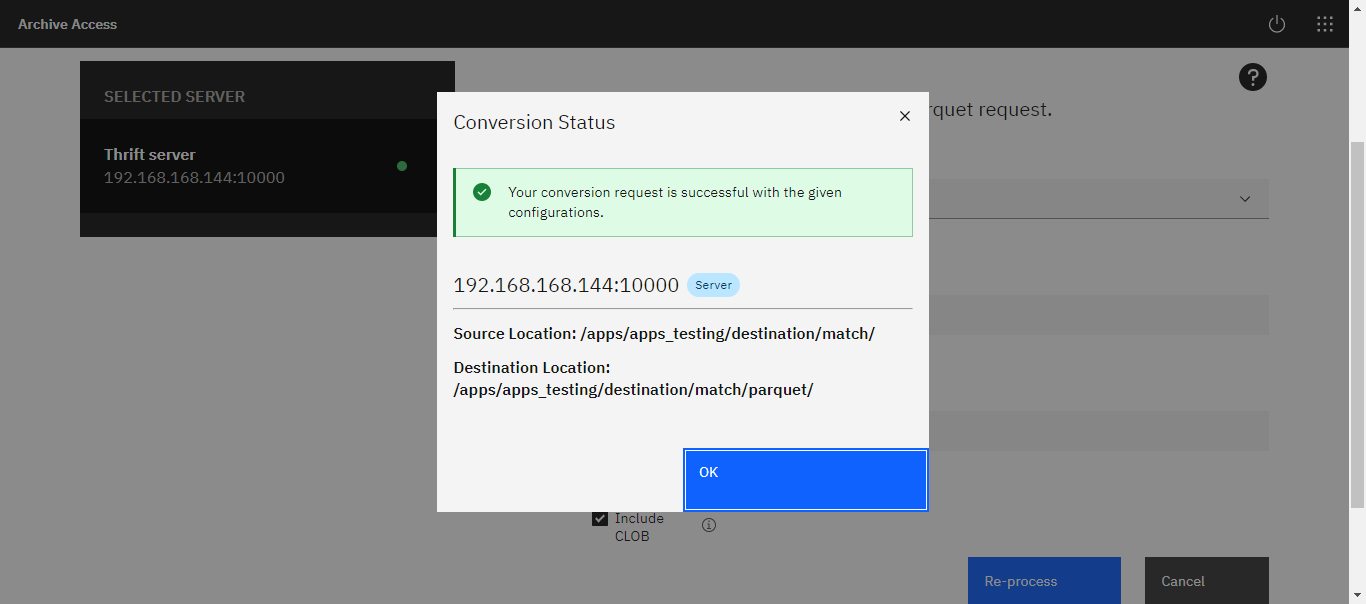 Archive Access
SELECTED SERVER
Thrift server
192.168.168.144:10000
rquet request.
Conversion Status
Your conversion request is successful with the given
configurations.
192.168.168.144:10000 Server
Source Location: /apps/apps_testing/destination/match/
Destination Location:
/apps/apps_testing/destination/match/parquet/
OK
Include
CLOB
Re-process
Cancel